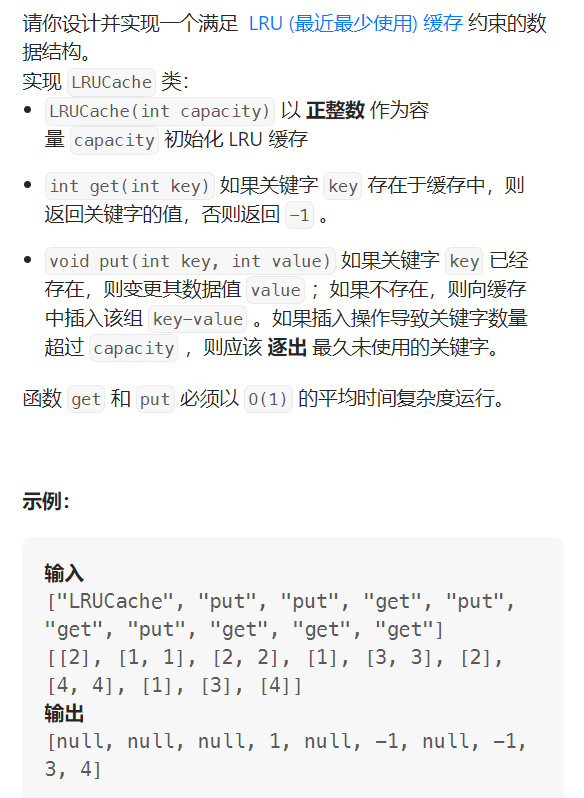 请你设计并实现一个满足 LRU (最近最少使用) 缓存 约束的数
据结构。
实现 LRUCache 类：
• LRUCache(int capacity) 以 正整数 作为容
量 capacity 初始化 LRU 缓存
• int get(int key) 如果关键字 key 存在于缓存中，则
返回关键字的值，否则返回 -1 。
• void put(int key, int value) 如果关键字 key 已经
存在，则变更其数据值 value ；如果不存在，则向缓存
中插入该组 key-value 。如果插入操作导致关键字数量
超过 capacity ，则应该 逐出 最久未使用的关键字。
函数 get 和 put 必须以 O(1) 的平均时间复杂度运行。
示例：
输入
["LRUCache", "put", "put", "get", "put",
"get", "put", "get", "get", "get"]
[[2], [1, 1], [2, 2], [1], [3, 3], [2],
[4, 4], [1], [3], [4]]
输出
[null, null, null, 1, null, -1, null, -1,
3, 4]